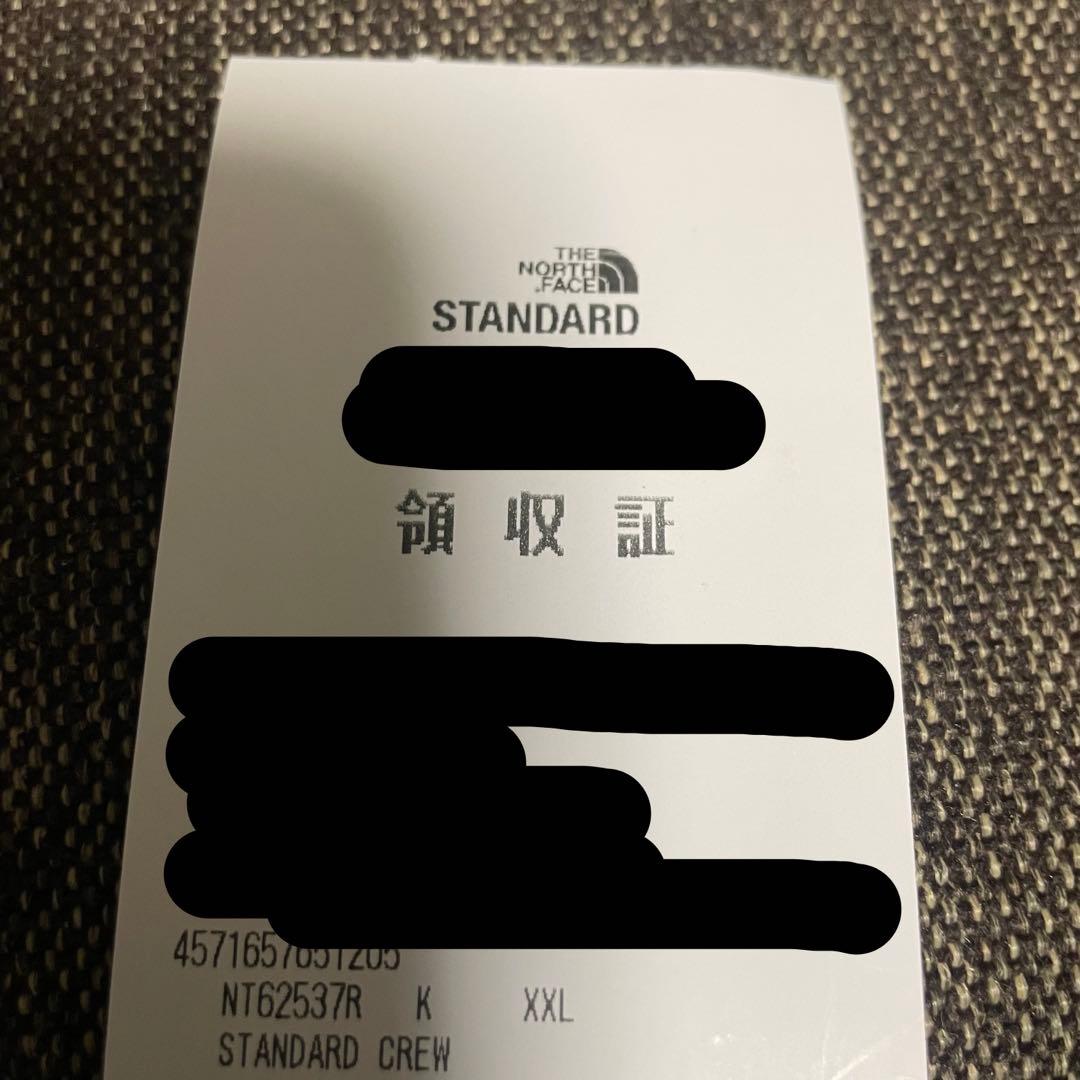 THE
NORTH
FACE
STANDARD
領収証
4571657651205
NT62537R K XXL
STANDARD CREW